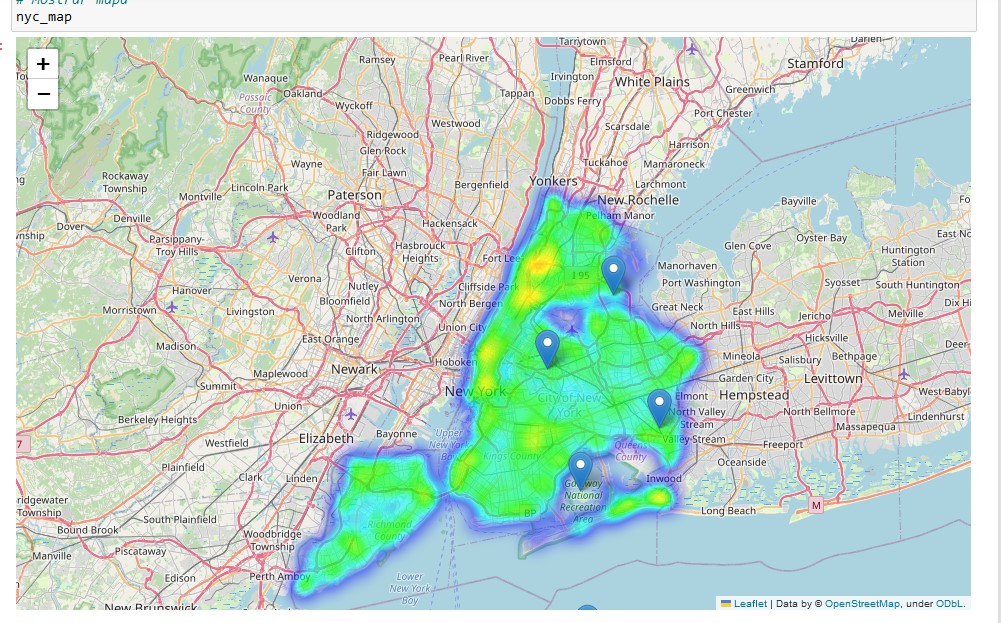 # Mostrar mapa
nyc_map
+
−
Tarrytown
Darien
Ramsey
Pearl River
Elmsford
Stamford
Wanaque
Irvington
White Plains
Oakland
Tappan
Dobbs Ferry
Greenwich
Passaic
County
Wyckoff
Port Chester
Westwood
Scarsdale
Ridgewood
Harrison
Glen Rock
Wayne
Fair Lawn
Tuckahoe
Mamaroneck
Rockaway
Township
Lincoln Park
Bergenfield
Yonkers
Larchmont
Montville
Paterson
New Rochelle
Bayville
Denville
Woodland
Park
Hackensack
Pelham Manor
Dover
Parsippany-
Troy Hills
Hasbrouck
Heights
Clifton
Fort Lee
Glen Cove
Oyster Bay
Huntington
Station
Manorhaven
I 95
Verona
Nutley
Cliffside Park
Port Washington
Syosset
South Huntington
Hanover
Bloomfield
North Bergen
Great Neck
Morristown
Livingston
North Arlington
Union City
East Hills
Jericho
Melville
North Hills
East Orange
Hicksville
Madison
Hoboken
Mineola
Salisbury
Bethpage
Newark
Maplewood
Garden City
Levittown
Summit
New York
City of New
York
Elmont
Hempstead
Union
North Valley
Stream
North Bellmore
Berkeley Heights
Massapequa
Lindenhurst
Bayonne
Upper
New York
Bay
Valley Stream
Freeport
Elizabeth
Westfield
Queens
County
Kings County
Oceanside
7
Plainfield
Clark
Linden
Inwood
Gateway
National
Recreation
Area
Long Beach
M
BP
South Plainfield
Richmond
County
Bound Brook
Woodbridge
Township
Manville
Piscataway
Edison
Perth Amboy
Lower
New York
Bay
New Brunswick
Leaflet | Data by © OpenStreetMap, under ODbL.